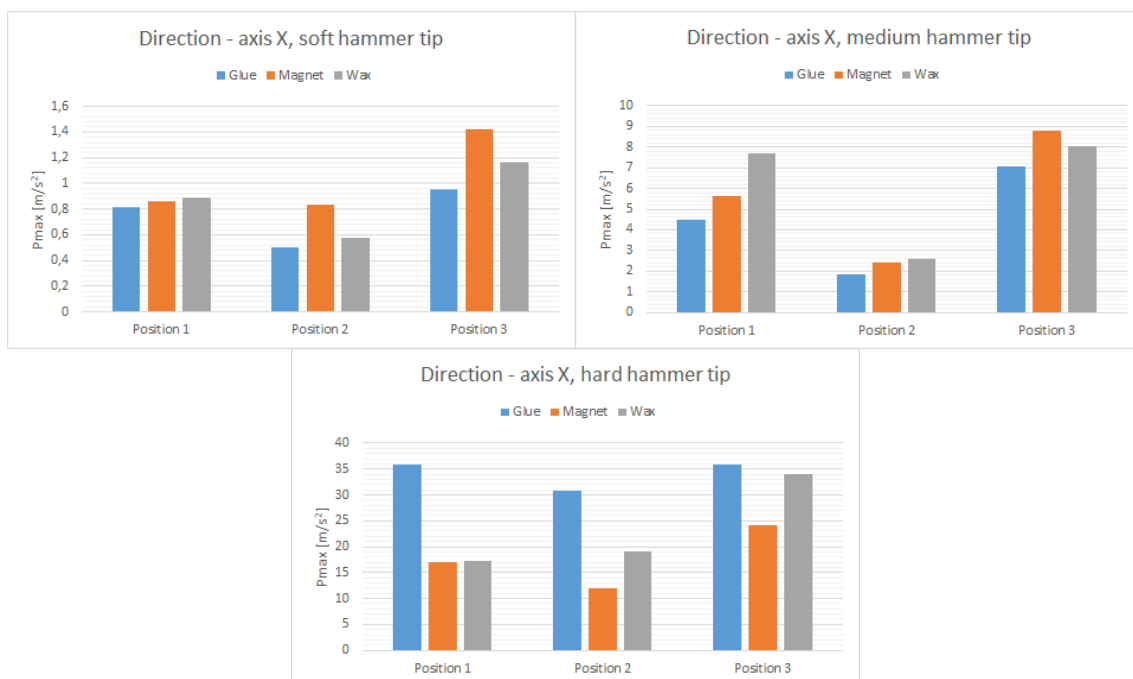 Direction - axis X, soft hammer tip
Glue Magnet Wax
Pmax [m/s²]
1,6
1,4
1,2
1
0,8
0,6
0,4
0,2
0
Position 1 Position 2 Position 3
Direction - axis X, medium hammer tip
Glue Magnet Wax
Pmax [m/s²]
10
9
8
7
6
5
4
3
2
1
0
Position 1 Position 2 Position 3
Direction - axis X, hard hammer tip
Glue Magnet Wax
Pmax [m/s²]
40
35
30
25
20
15
10
5
0
Position 1 Position 2 Position 3